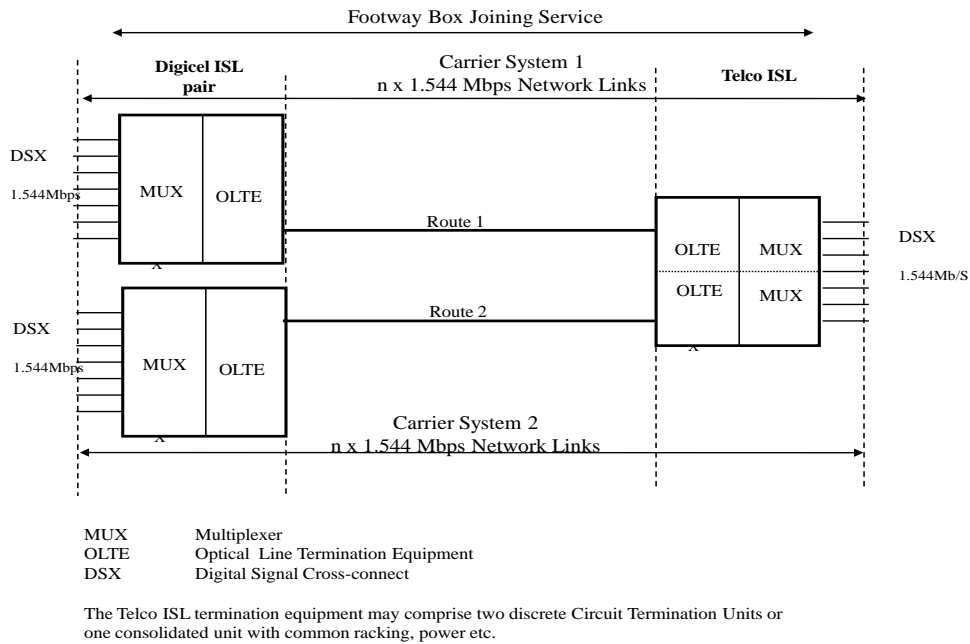 Footway Box Joining Service
Carrier System 1
n x 1.544 Mbps Network Links
Digicel ISL
pair
Telco ISL
DSX
1.544Mbps
MUX
OLTE
x
Route 1
OLTE
MUX
OLTE
MUX
x
DSX
1.544Mb/S
DSX
1.544Mbps
MUX
OLTE
x
Route 2
Carrier System 2
n x 1.544 Mbps Network Links
MUX Multiplexer
OLTE Optical Line Termination Equipment
DSX Digital Signal Cross-connect
The Telco ISL termination equipment may comprise two discrete Circuit Termination Units or
one consolidated unit with common racking, power etc.